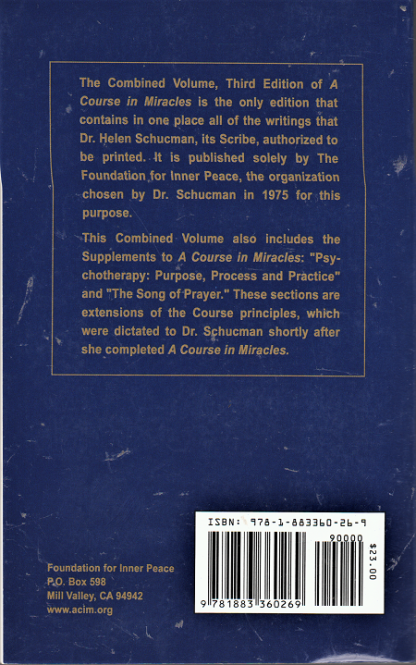 The Combined Volume, Third Edition of A
Course in Miracles is the only edition that
contains in one place all of the writings that
Dr. Helen Schucman, its Scribe, authorized to
be printed. It is published solely by The
Foundation for Inner Peace, the organization
chosen by Dr. Schucman in 1975 for this
purpose.
This Combined Volume also includes the
Supplements to A Course in Miracles: "Psy-
chotherapy: Purpose, Process and Practice"
and "The Song of Prayer." These sections are
extensions of the Course principles, which
were dictated to Dr. Schucman shortly after
she completed A Course in Miracles.
ISBN: 978-1-883360-26-9
90000
$23.00
9 781883 360269
Foundation for Inner Peace
P.O. Box 598
Mill Valley, CA 94942
www.acim.org